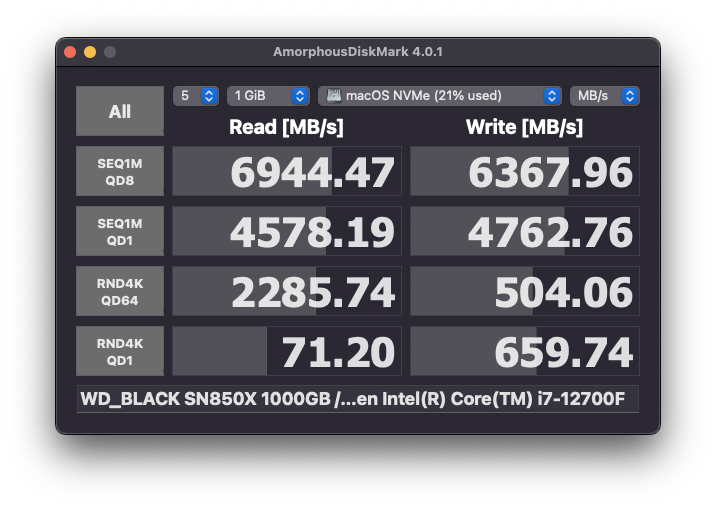 AmorphousDiskMark 4.0.1
All
5 1 GiB macOS NVMe (21% used) MB/s
Read [MB/s] Write [MB/s]
SEQ1M
QD8
6944.47 6367.96
SEQ1M
QD1
4578.19 4762.76
RND4K
QD64
2285.74 504.06
RND4K
QD1
71.20 659.74
WD_BLACK SN850X 1000GB /...en Intel(R) Core(TM) i7-12700F